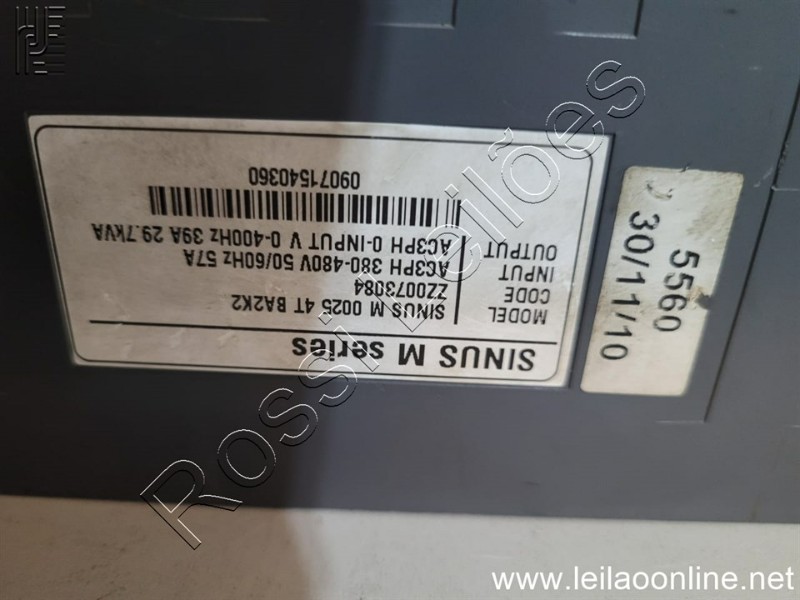 SINUS M series
MODEL SINUS M 0025 4T BA2K2
CODE ZZ0073084
INPUT AC3PH 380-480V 50/60Hz 57A
OUTPUT AC3PH 0-INPUT V 0-400Hz 39A 29.7kVA
09071540360
5560
30/11/10
Rossi Leilões
www.leilaoonline.net